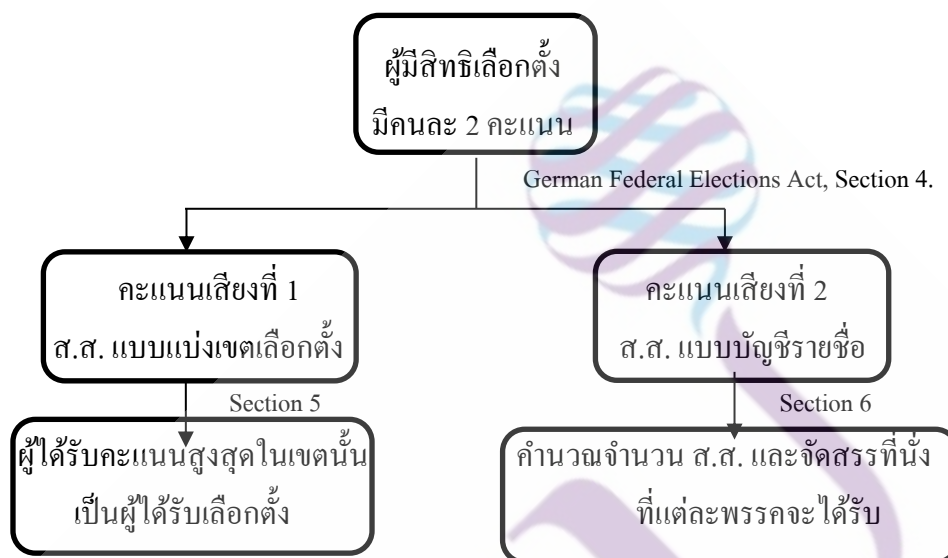 ผู้มีสิทธิเลือกตั้ง
มีคนละ 2 คะแนน
German Federal Elections Act, Section 4.
คะแนนเสียงที่ 1
ส.ส. แบบแบ่งเขตเลือกตั้ง
คะแนนเสียงที่ 2
ส.ส. แบบบัญชีรายชื่อ
Section 5
Section 6
ผู้ได้รับคะแนนสูงสุดในเขตนั้น
เป็นผู้ได้รับเลือกตั้ง
คำนวณจำนวน ส.ส. และจัดสรรที่นั่ง
ที่แต่ละพรรคจะได้รับ